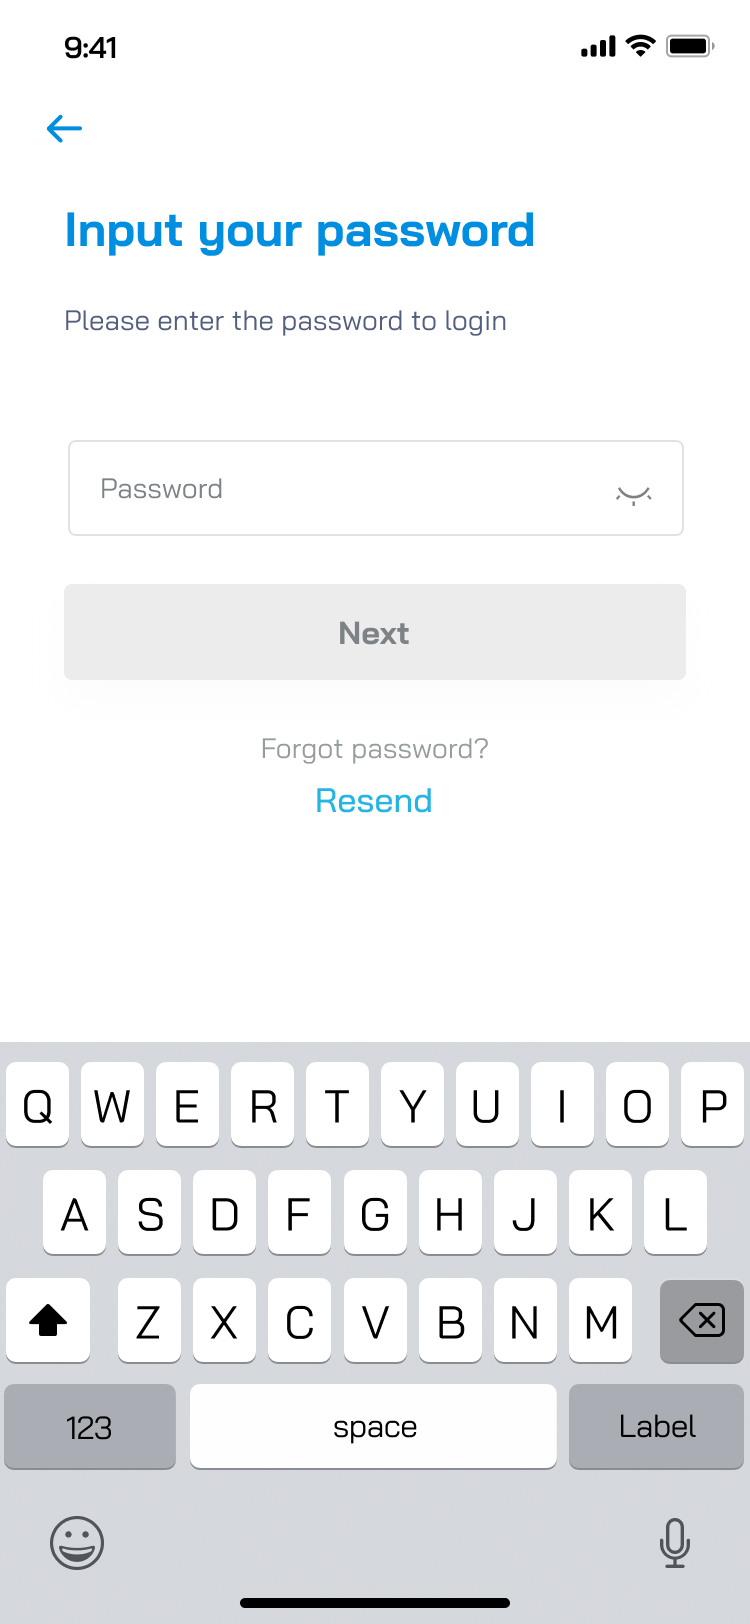 9:41
Input your password
Please enter the password to login
Password
Next
Forgot password?
Resend
Q W E R T Y U I O P
A S D F G H J K L
Z X C V B N M
123 space Label